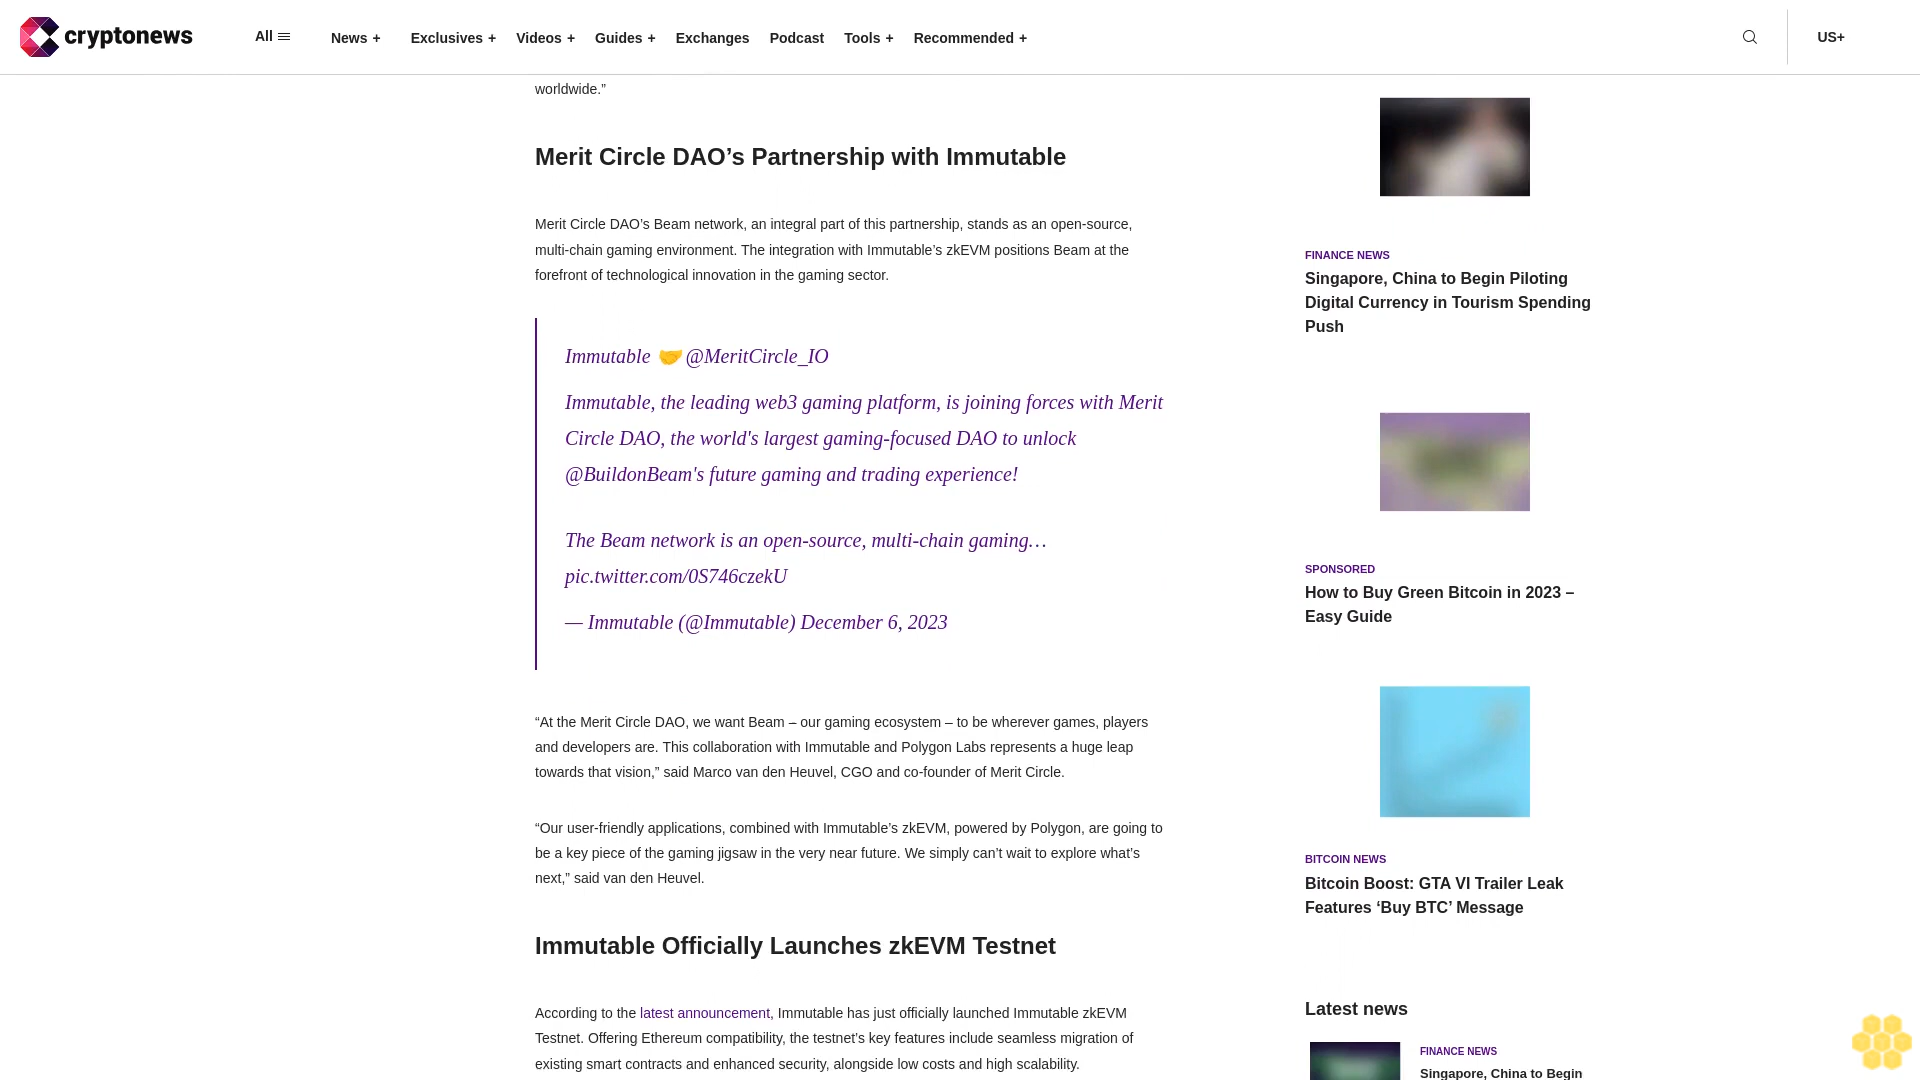 cryptonews
All
News +
Exclusives +
Videos +
Guides +
Exchanges
Podcast
Tools +
Recommended +
US+
worldwide.”
Merit Circle DAO’s Partnership with Immutable
Merit Circle DAO’s Beam network, an integral part of this partnership, stands as an open-source,
multi-chain gaming environment. The integration with Immutable’s zkEVM positions Beam at the
forefront of technological innovation in the gaming sector.
Immutable 🤝 @MeritCircle_IO
Immutable, the leading web3 gaming platform, is joining forces with Merit
Circle DAO, the world's largest gaming-focused DAO to unlock
@BuildonBeam's future gaming and trading experience!
The Beam network is an open-source, multi-chain gaming…
pic.twitter.com/0S746czekU
— Immutable (@Immutable) December 6, 2023
“At the Merit Circle DAO, we want Beam – our gaming ecosystem – to be wherever games, players
and developers are. This collaboration with Immutable and Polygon Labs represents a huge leap
towards that vision,” said Marco van den Heuvel, CGO and co-founder of Merit Circle.
“Our user-friendly applications, combined with Immutable’s zkEVM, powered by Polygon, are going to
be a key piece of the gaming jigsaw in the very near future. We simply can’t wait to explore what’s
next,” said van den Heuvel.
Immutable Officially Launches zkEVM Testnet
According to the latest announcement, Immutable has just officially launched Immutable zkEVM
Testnet. Offering Ethereum compatibility, the testnet’s key features include seamless migration of
existing smart contracts and enhanced security, alongside low costs and high scalability.
FINANCE NEWS
Singapore, China to Begin Piloting
Digital Currency in Tourism Spending
Push
SPONSORED
How to Buy Green Bitcoin in 2023 –
Easy Guide
BITCOIN NEWS
Bitcoin Boost: GTA VI Trailer Leak
Features ‘Buy BTC’ Message
Latest news
FINANCE NEWS
Singapore, China to Begin